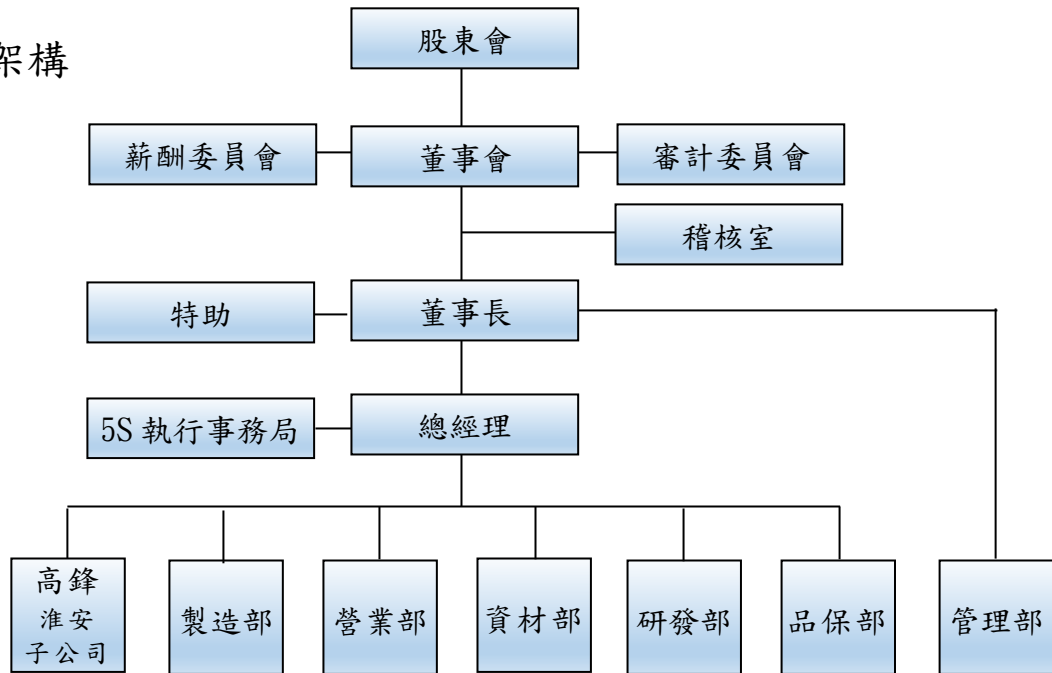 架構
股東會
薪酬委員會
董事會
審計委員會
稽核室
特助
董事長
5S 執行事務局
總經理
高鋒
淮安
子公司
製造部
營業部
資材部
研發部
品保部
管理部